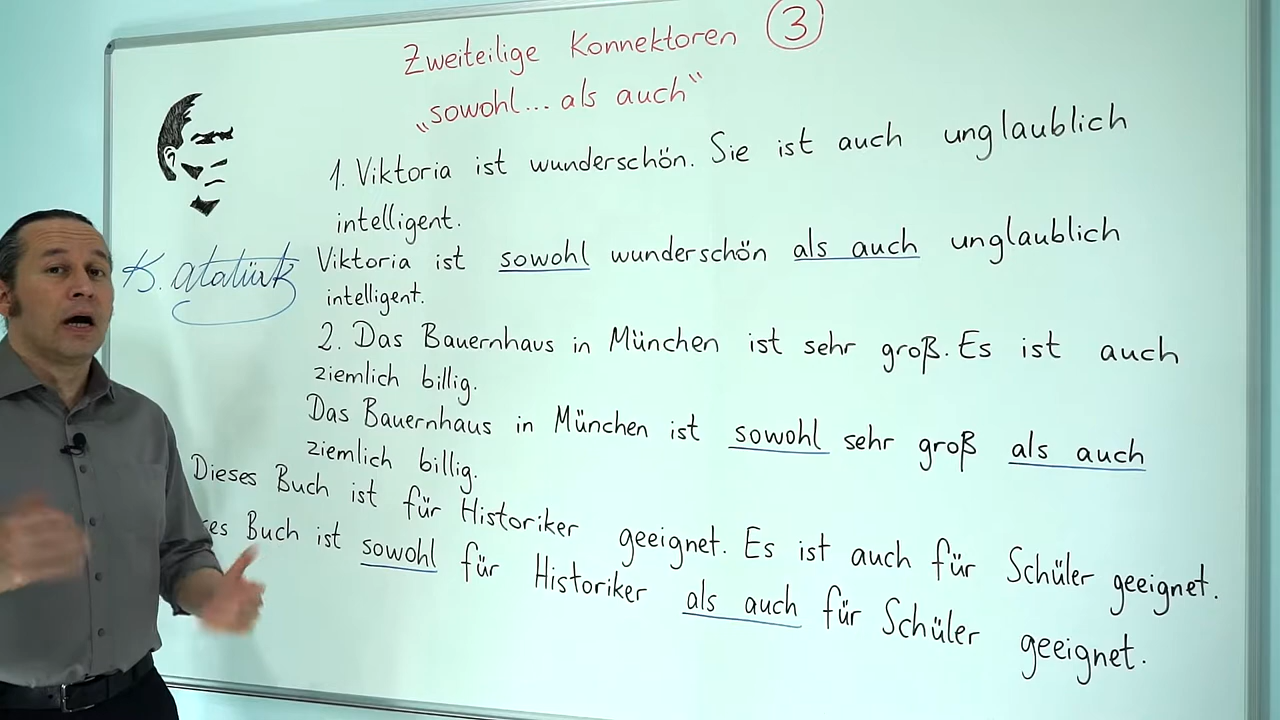 Zweiteilige Konnektoren 3
„sowohl... als auch“
1. Viktoria ist wunderschön. Sie ist auch unglaublich
intelligent.
K. Atatürk
Viktoria ist sowohl wunderschön als auch unglaublich
intelligent.
2. Das Bauernhaus in München ist sehr groß. Es ist auch
ziemlich billig.
Das Bauernhaus in München ist sowohl sehr groß als auch
ziemlich billig.
Dieses Buch ist für Historiker geeignet. Es ist auch für Schüler geeignet.
Buch ist sowohl für Historiker als auch für Schüler geeignet.